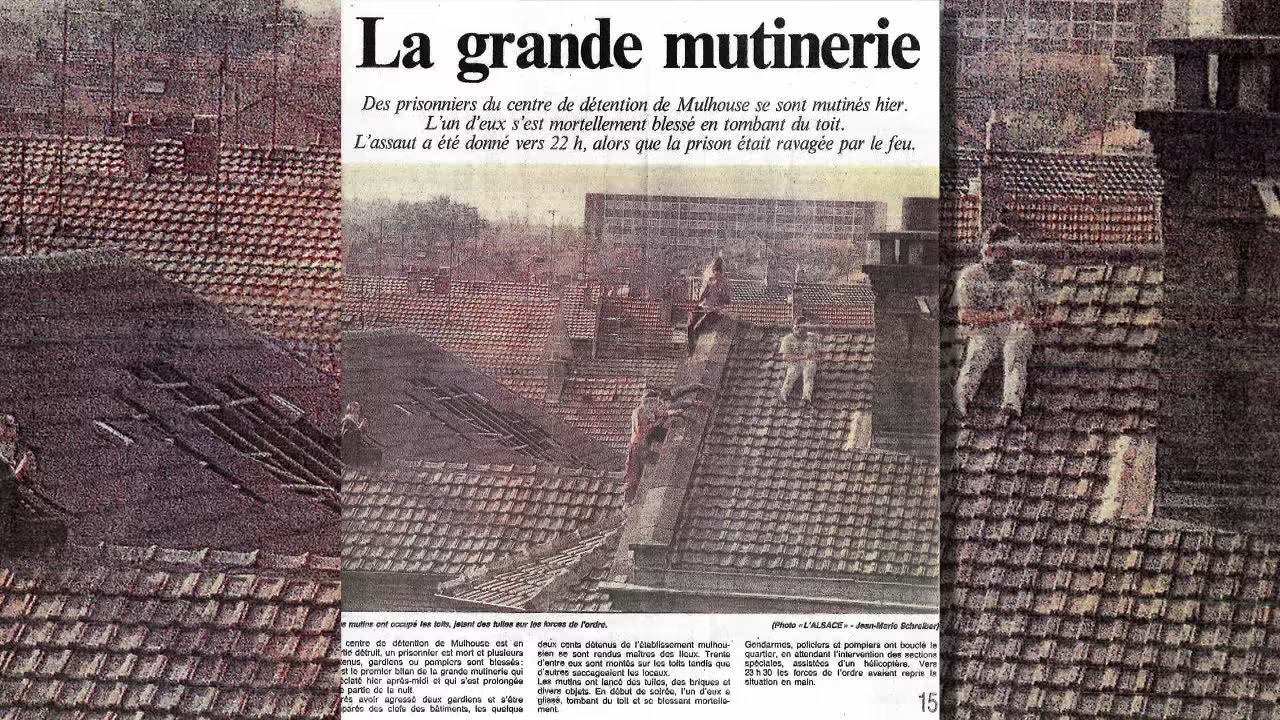 La grande mutinerie
Des prisonniers du centre de détention de Mulhouse se sont mutinés hier.
L'un d'eux s'est mortellement blessé en tombant du toit.
L'assaut a été donné vers 22 h, alors que la prison était ravagée par le feu.
mutins ont occupé les toits, jetant des tuiles sur les forces de l'ordre.
(Photo «L'ALSACE» - Jean-Marie Schreiber)
centre de détention de Mulhouse est en
détruit, un prisonnier est mort et plusieurs
gardiens ou pompiers sont blessés:
le premier bilan de la grande mutinerie qui
hier après-midi et qui s'est prolongée
partie de la nuit.
avoir agressé deux gardiens et s'être
des clefs des bâtiments, les quelque
deux cents détenus de l'établissement mulhou-
sien se sont rendus maîtres des lieux. Trente
d'entre eux sont montés sur les toits tandis que
d'autres saccageaient les locaux.
Les mutins ont lancé des tuiles, des briques et
divers objets. En début de soirée, l'un d'eux a
glissé, tombant du toit et se blessant mortelle-
ment.
Gendarmes, policiers et pompiers ont bouclé le
quartier, en attendant l'intervention des sections
spéciales, assistées d'un hélicoptère. Vers
23 h 30 les forces de l'ordre avaient repris la
situation en main.
15